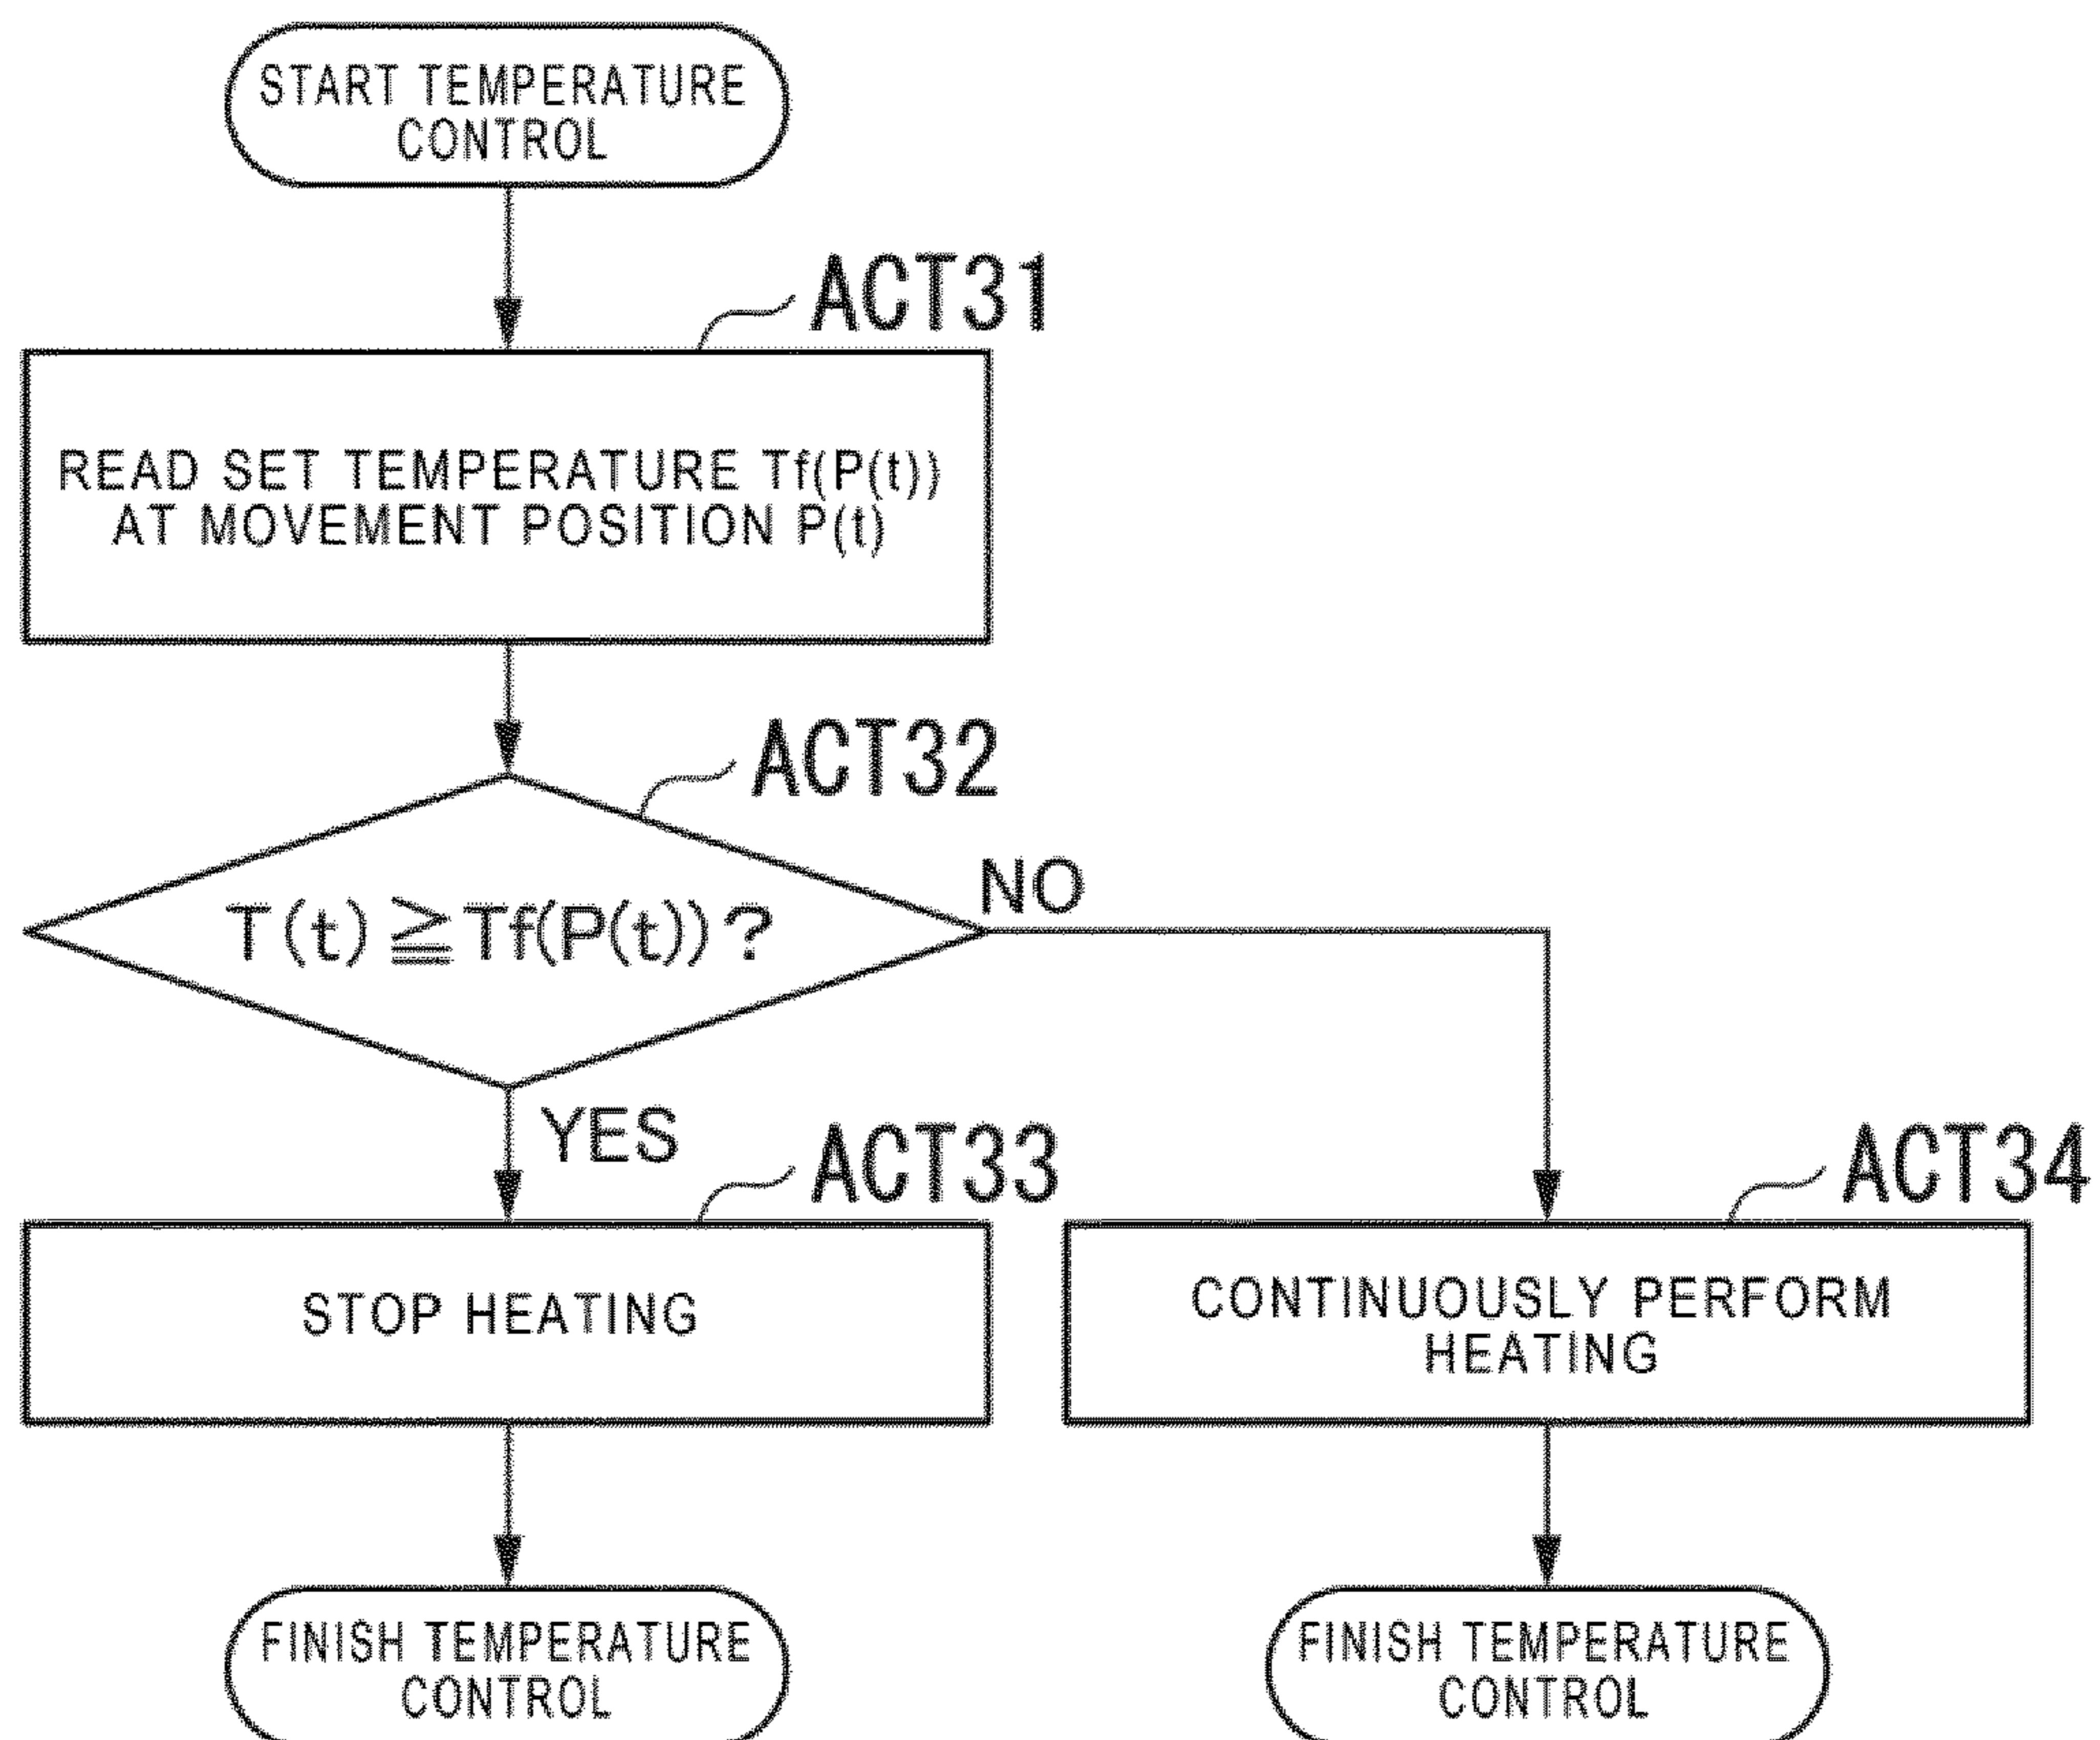 START TEMPERATURE
CONTROL
ACT31
READ SET TEMPERATURE Tf(P(t))
AT MOVEMENT POSITION P(t)
ACT32
T(t)≧Tf(P(t))?
NO
YES
ACT33
ACT34
STOP HEATING
CONTINUOUSLY PERFORM
HEATING
FINISH TEMPERATURE
CONTROL
FINISH TEMPERATURE
CONTROL